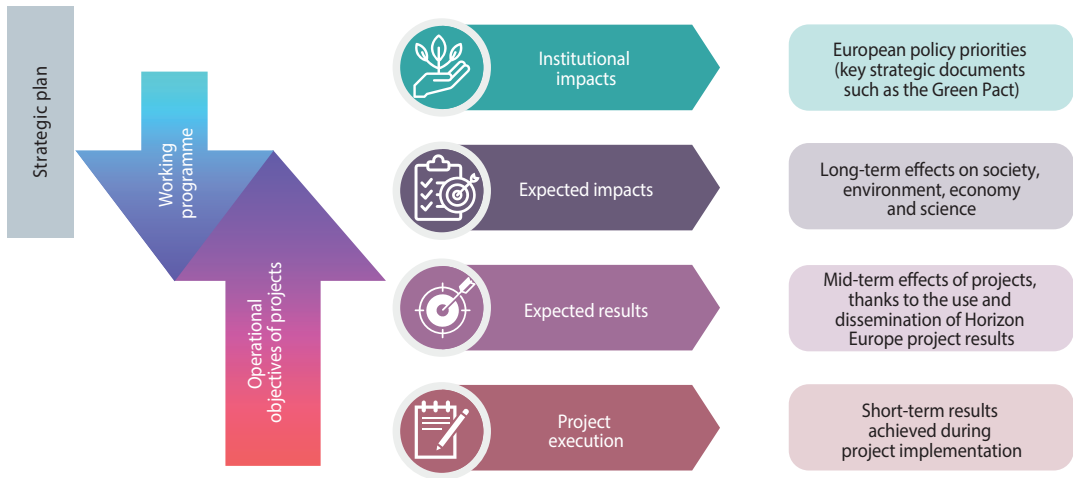 Strategic plan
Working
programme
Operational
objectives of projects
Institutional
impacts
European policy priorities
(key strategic documents
such as the Green Pact)
Expected impacts
Long-term effects on society,
environment, economy
and science
Expected results
Mid-term effects of projects,
thanks to the use and
dissemination of Horizon
Europe project results
Project
execution
Short-term results
achieved during
project implementation